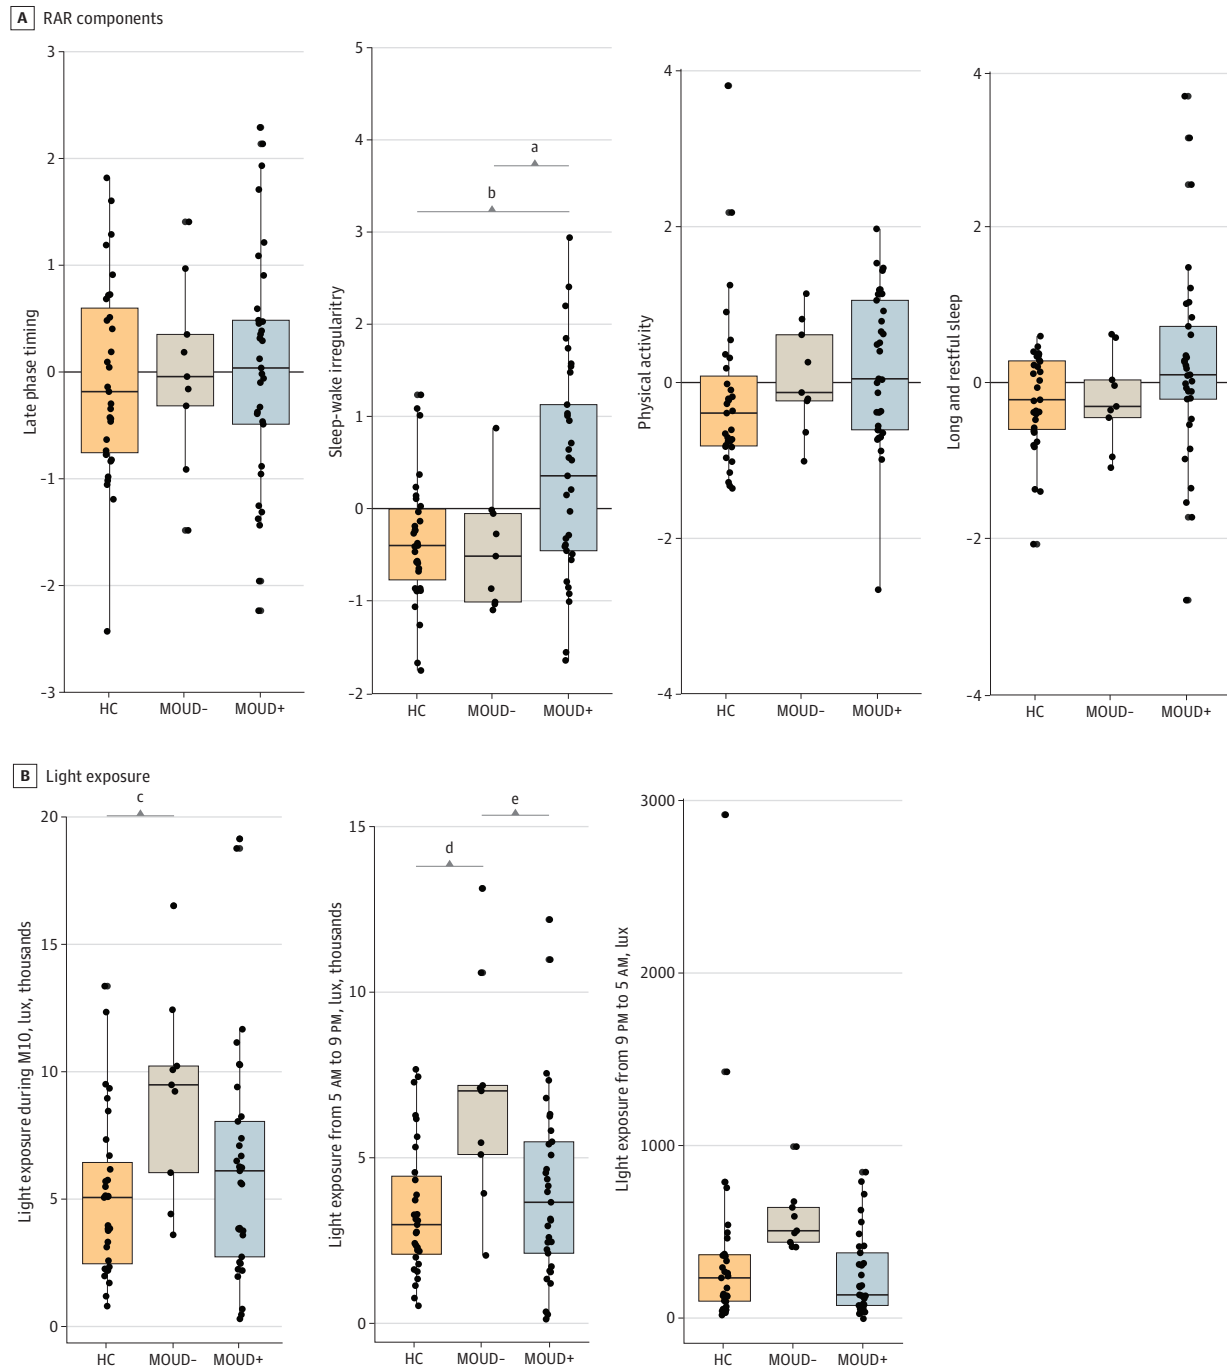 A RAR components
Late phase timing
3
2
1
0
-1
-2
-3
HC MOUD- MOUD+
Sleep-wake irregularitry
5
4
3
2
1
0
-1
-2
a
b
HC MOUD- MOUD+
Physical activity
4
2
0
-2
-4
HC MOUD- MOUD+
Long and restful sleep
4
2
0
-2
-4
HC MOUD- MOUD+
B Light exposure
Light exposure during M10, lux, thousands
20
15
10
5
0
c
HC MOUD- MOUD+
Light exposure from 5 AM to 9 PM, lux, thousands
15
10
5
0
e
d
HC MOUD- MOUD+
LIght exposure from 9 PM to 5 AM, lux
3000
2000
1000
0
HC MOUD- MOUD+